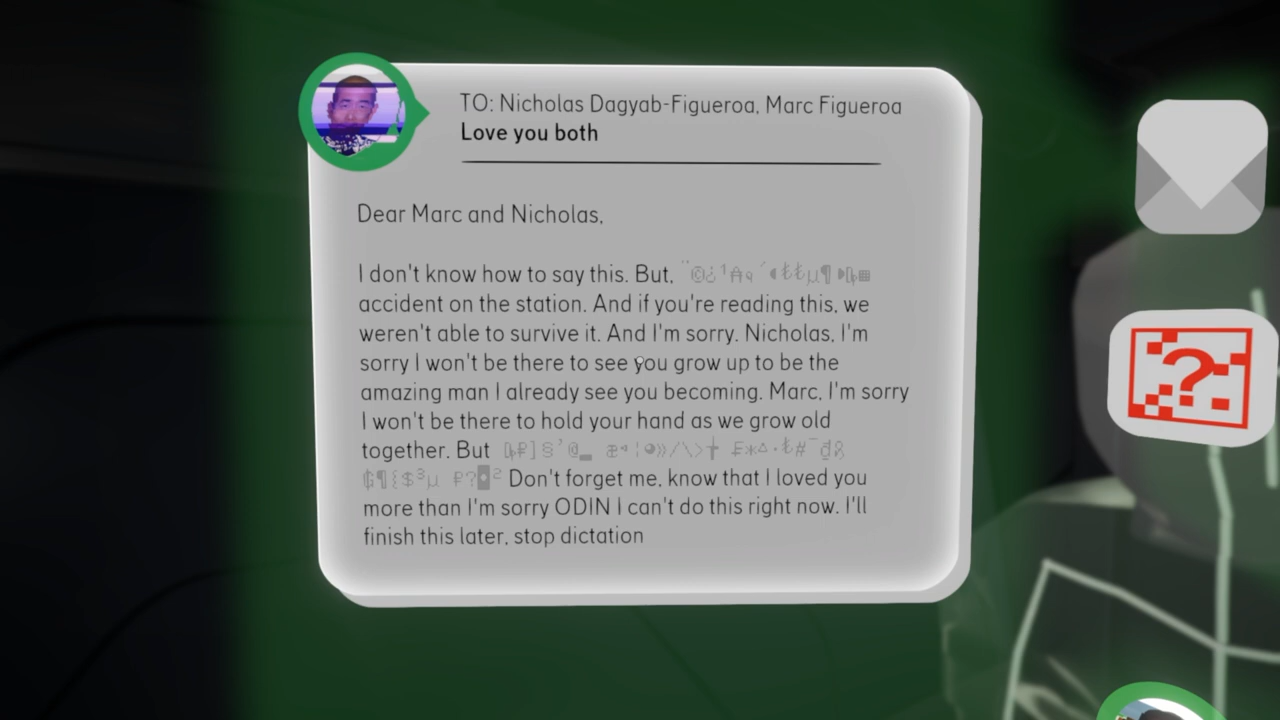 TO: Nicholas Dagyab-Figueroa, Marc Figueroa
Love you both
Dear Marc and Nicholas,
I don't know how to say this. But,
accident on the station. And if you're reading this, we
weren't able to survive it. And I'm sorry. Nicholas, I'm
sorry I won't be there to see you grow up to be the
amazing man I already see you becoming. Marc, I'm sorry
I won't be there to hold your hand as we grow old
together. But
Don't forget me, know that I loved you
more than I'm sorry ODIN I can't do this right now. I'll
finish this later, stop dictation
?